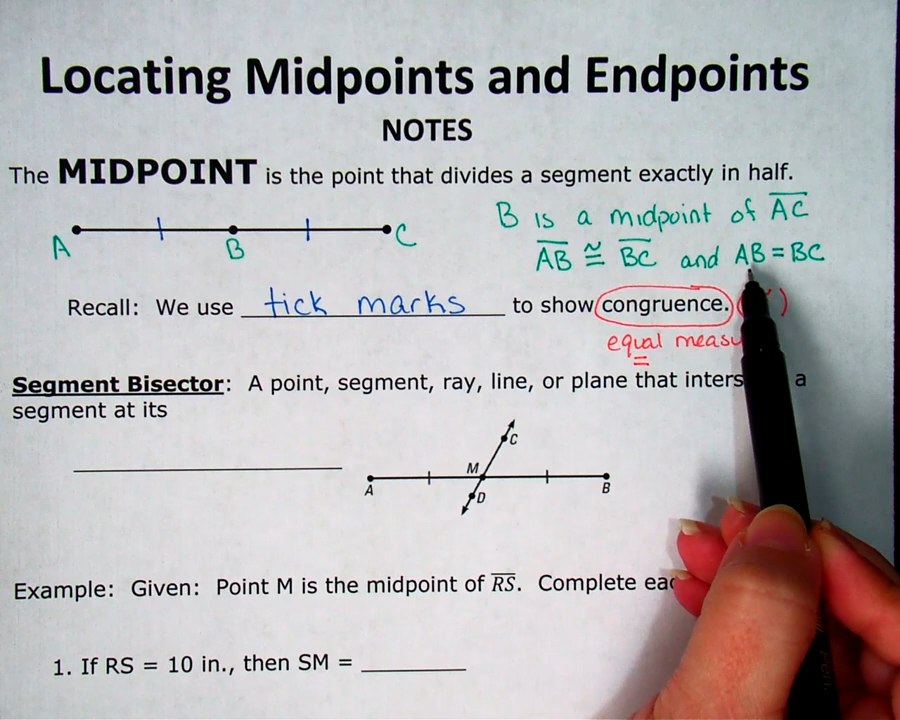 Locating Midpoints and Endpoints
NOTES
The MIDPOINT is the point that divides a segment exactly in half.
B is a midpoint of AC
A B C
AB ≅ BC and AB = BC
Recall: We use tick marks to show congruence. ( )
equal
=
Segment Bisector: A point, segment, ray, line, or plane that a
segment at its
C
M
A B
D
Example: Given: Point M is the midpoint of RS. Complete
1. If RS = 10 in., then SM =